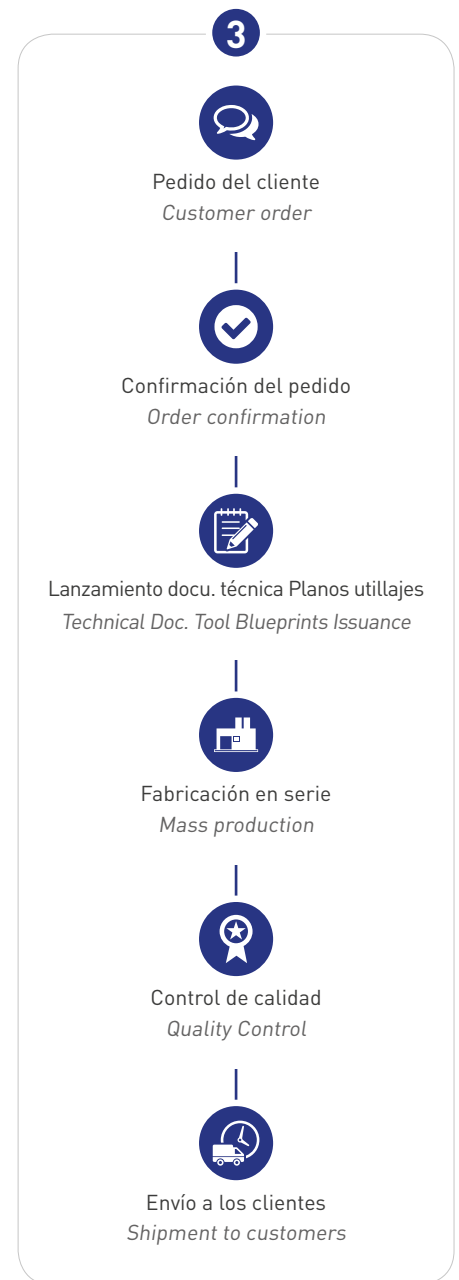 3
Pedido del cliente
Customer order
Confirmación del pedido
Order confirmation
Lanzamiento docu. técnica Planos utillajes
Technical Doc. Tool Blueprints Issuance
Fabricación en serie
Mass production
Control de calidad
Quality Control
Envío a los clientes
Shipment to customers